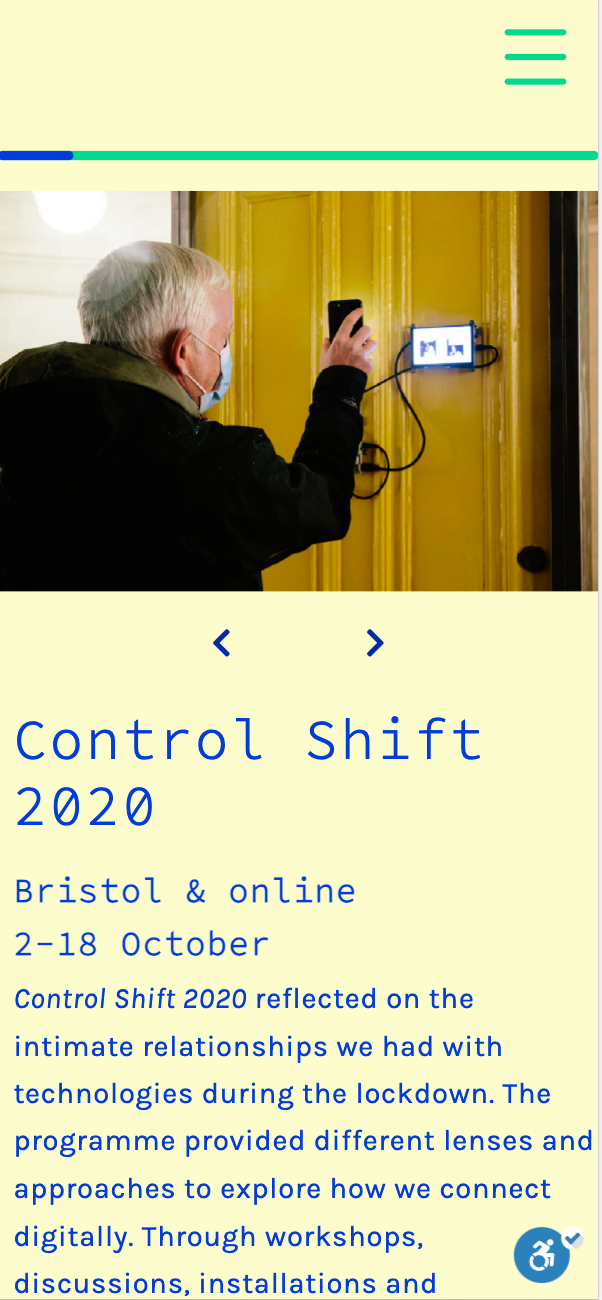 Control Shift
2020
Bristol & online
2–18 October
Control Shift 2020 reflected on the
intimate relationships we had with
technologies during the lockdown. The
programme provided different lenses and
approaches to explore how we connect
digitally. Through workshops,
discussions, installations and